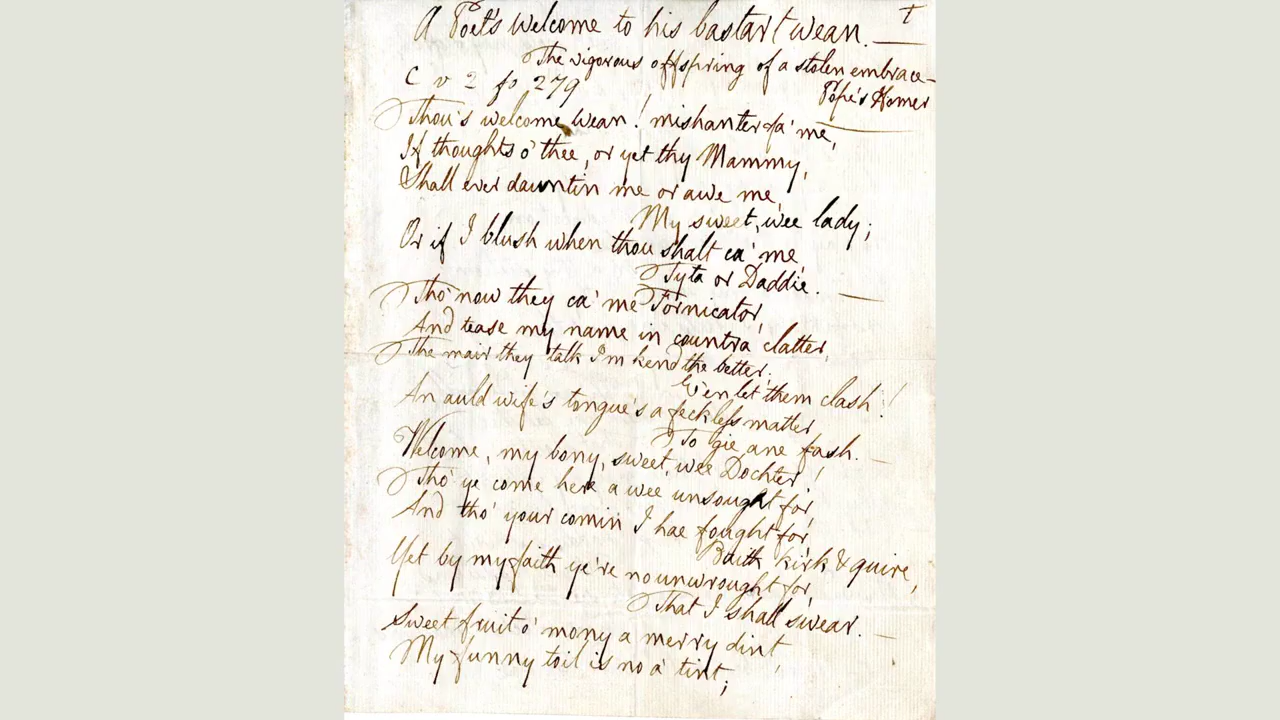 A Poet's welcome to his bastart wean. —
The vigorous offspring of a stolen embrace —
Pope's Homer
C v 2 fo 279
Thou's welcome wean! mishanter fa' me,
If thoughts o' thee, or yet thy Mammy,
Shall ever dauntin me or awe me,
My sweet, wee lady;
Or if I blush when thou shalt ca' me
Tyta or Daddie. —
Tho' now they ca' me Fornicator,
And tease my name in countra clatter,
The mair they talk I'm kend the better.
E'en let them clash!
An auld wife's tongue's a feckless matter
To gie ane fash. —
Welcome, my bony, sweet, wee Dochter!
Tho' ye come here a wee unsought for,
And tho' your comin I hae fought for,
Baith kirk & quire,
Yet by my faith ye're no unwrought for,
That I shall swear. —
Sweet fruit o' mony a merry dint,
My funny toil is no a' tint;